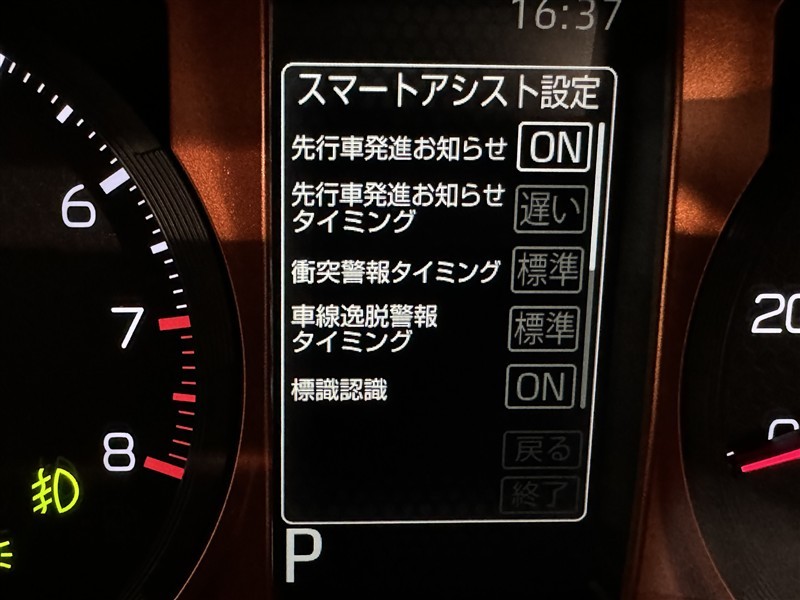 16:37
スマートアシスト設定
先行車発進お知らせ ON
先行車発進お知らせ
タイミング 遅い
衝突警報タイミング 標準
車線逸脱警報
タイミング 標準
標識認識 ON
戻る
終了
P
6
7
8
20
0